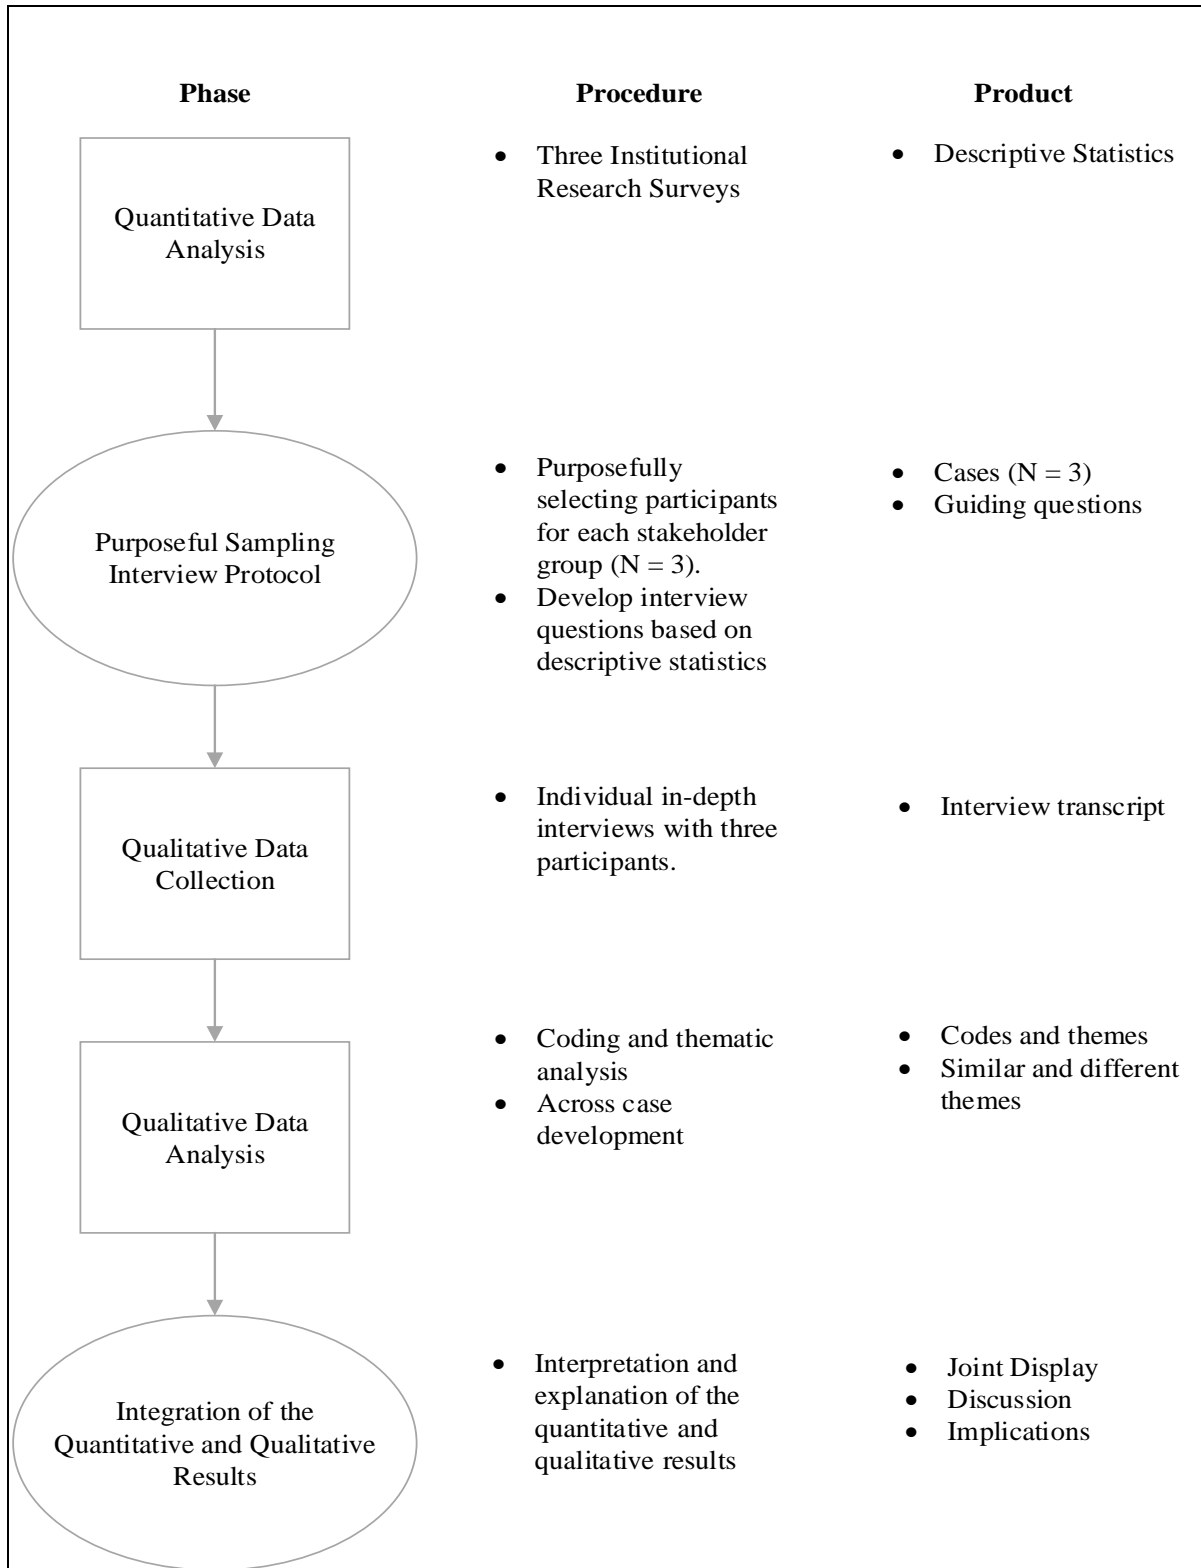 Phase
Procedure
Product
Quantitative Data
Analysis
• Three Institutional
Research Surveys
• Descriptive Statistics
Purposeful Sampling
Interview Protocol
• Purposefully
selecting participants
for each stakeholder
group (N = 3).
• Develop interview
questions based on
descriptive statistics
• Cases (N = 3)
• Guiding questions
Qualitative Data
Collection
• Individual in-depth
interviews with three
participants.
• Interview transcript
Qualitative Data
Analysis
• Coding and thematic
analysis
• Across case
development
• Codes and themes
• Similar and different
themes
Integration of the
Quantitative and Qualitative
Results
• Interpretation and
explanation of the
quantitative and
qualitative results
• Joint Display
• Discussion
• Implications